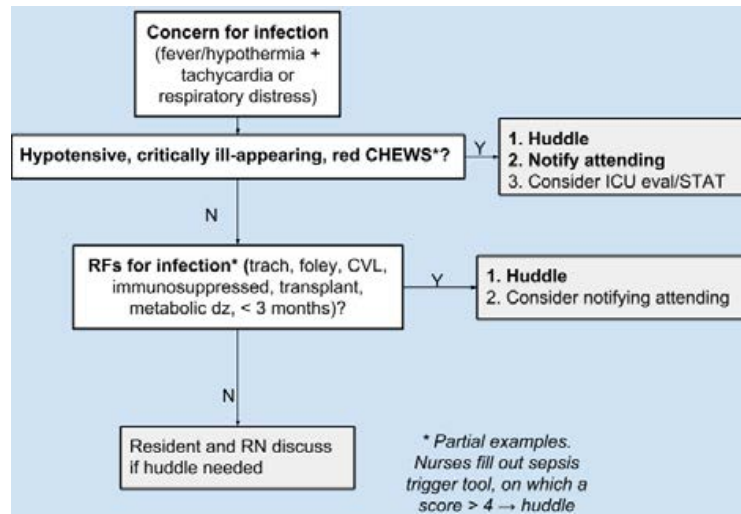 Concern for infection
(fever/hypothermia +
tachycardia or
respiratory distress)
Hypotensive, critically ill-appearing, red CHEWS*?
Y
1. Huddle
2. Notify attending
3. Consider ICU eval/STAT
N
RFs for infection* (trach, foley, CVL,
immunosuppressed, transplant,
metabolic dz, < 3 months)?
Y
1. Huddle
2. Consider notifying attending
N
Resident and RN discuss
if huddle needed
* Partial examples.
Nurses fill out sepsis
trigger tool, on which a
score > 4 → huddle